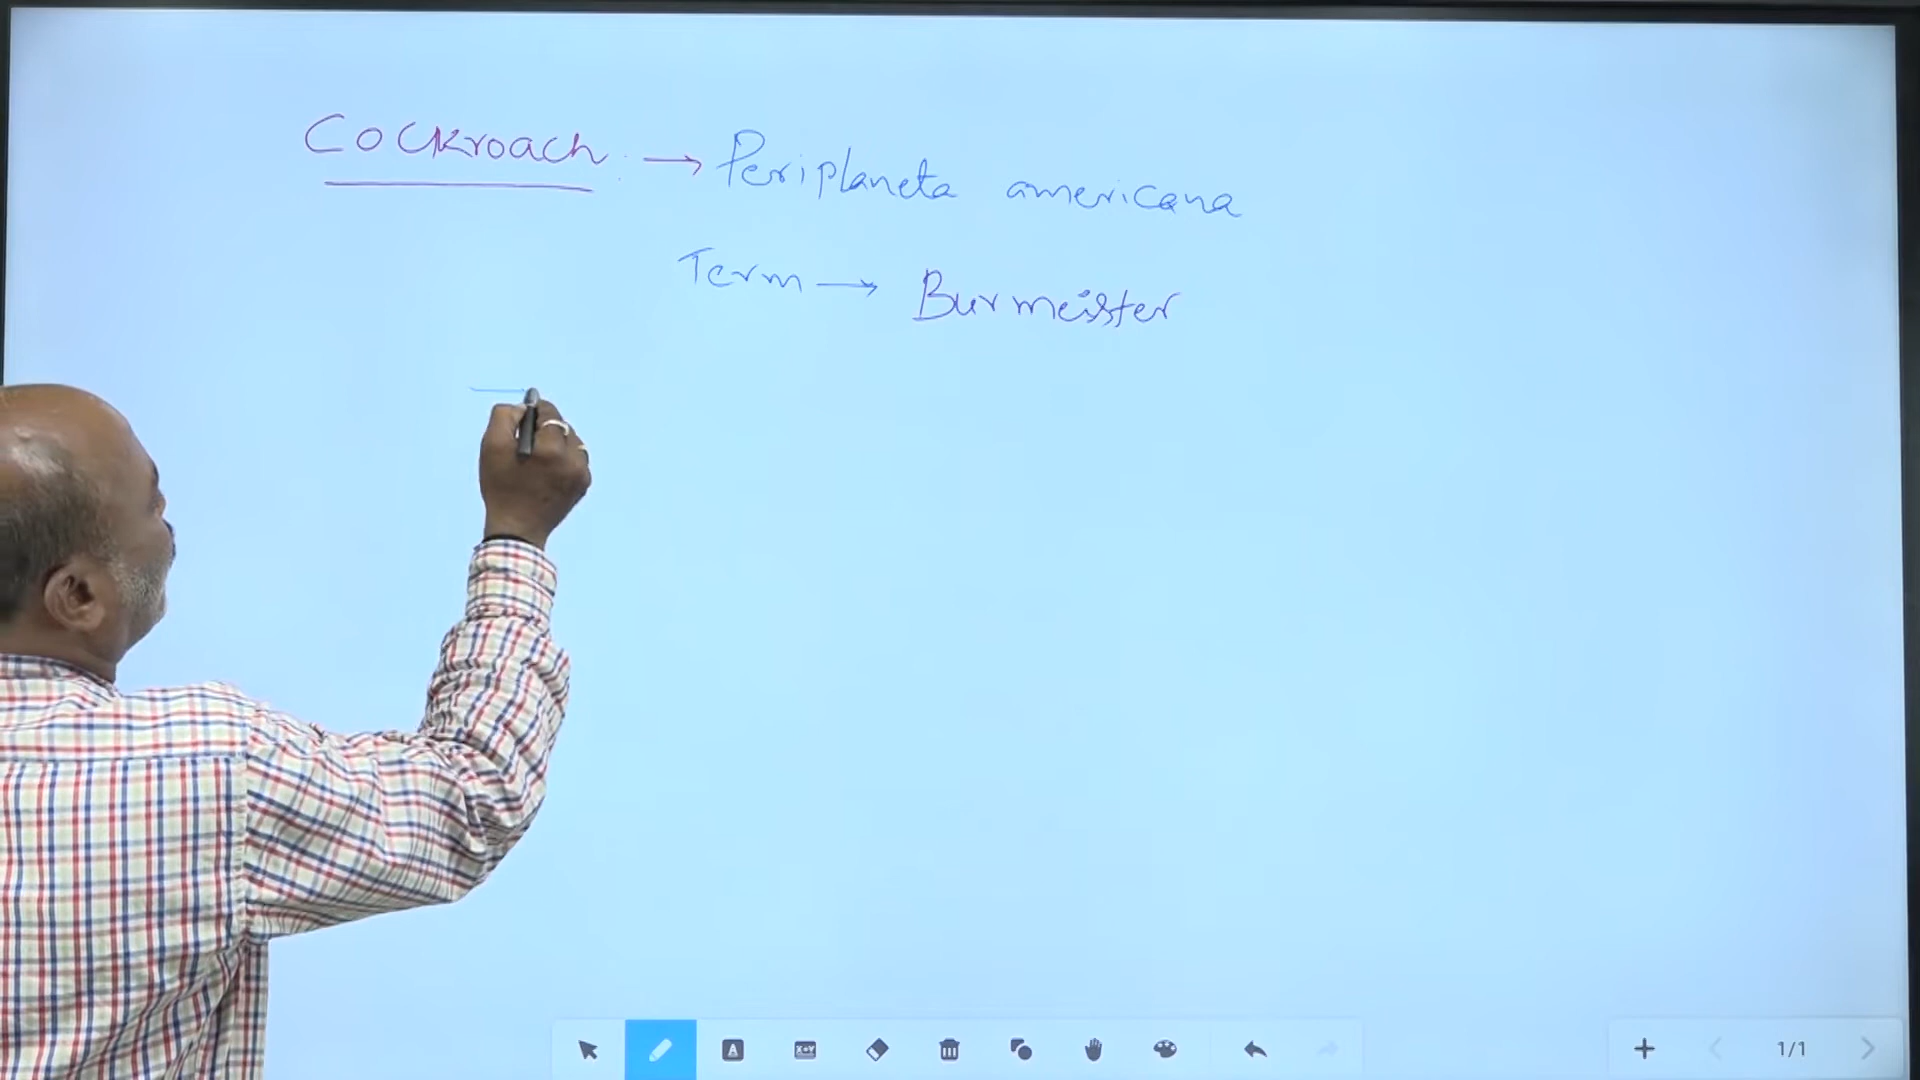 Cockroach : → Periplaneta americana
Term → Burmeister
1/1